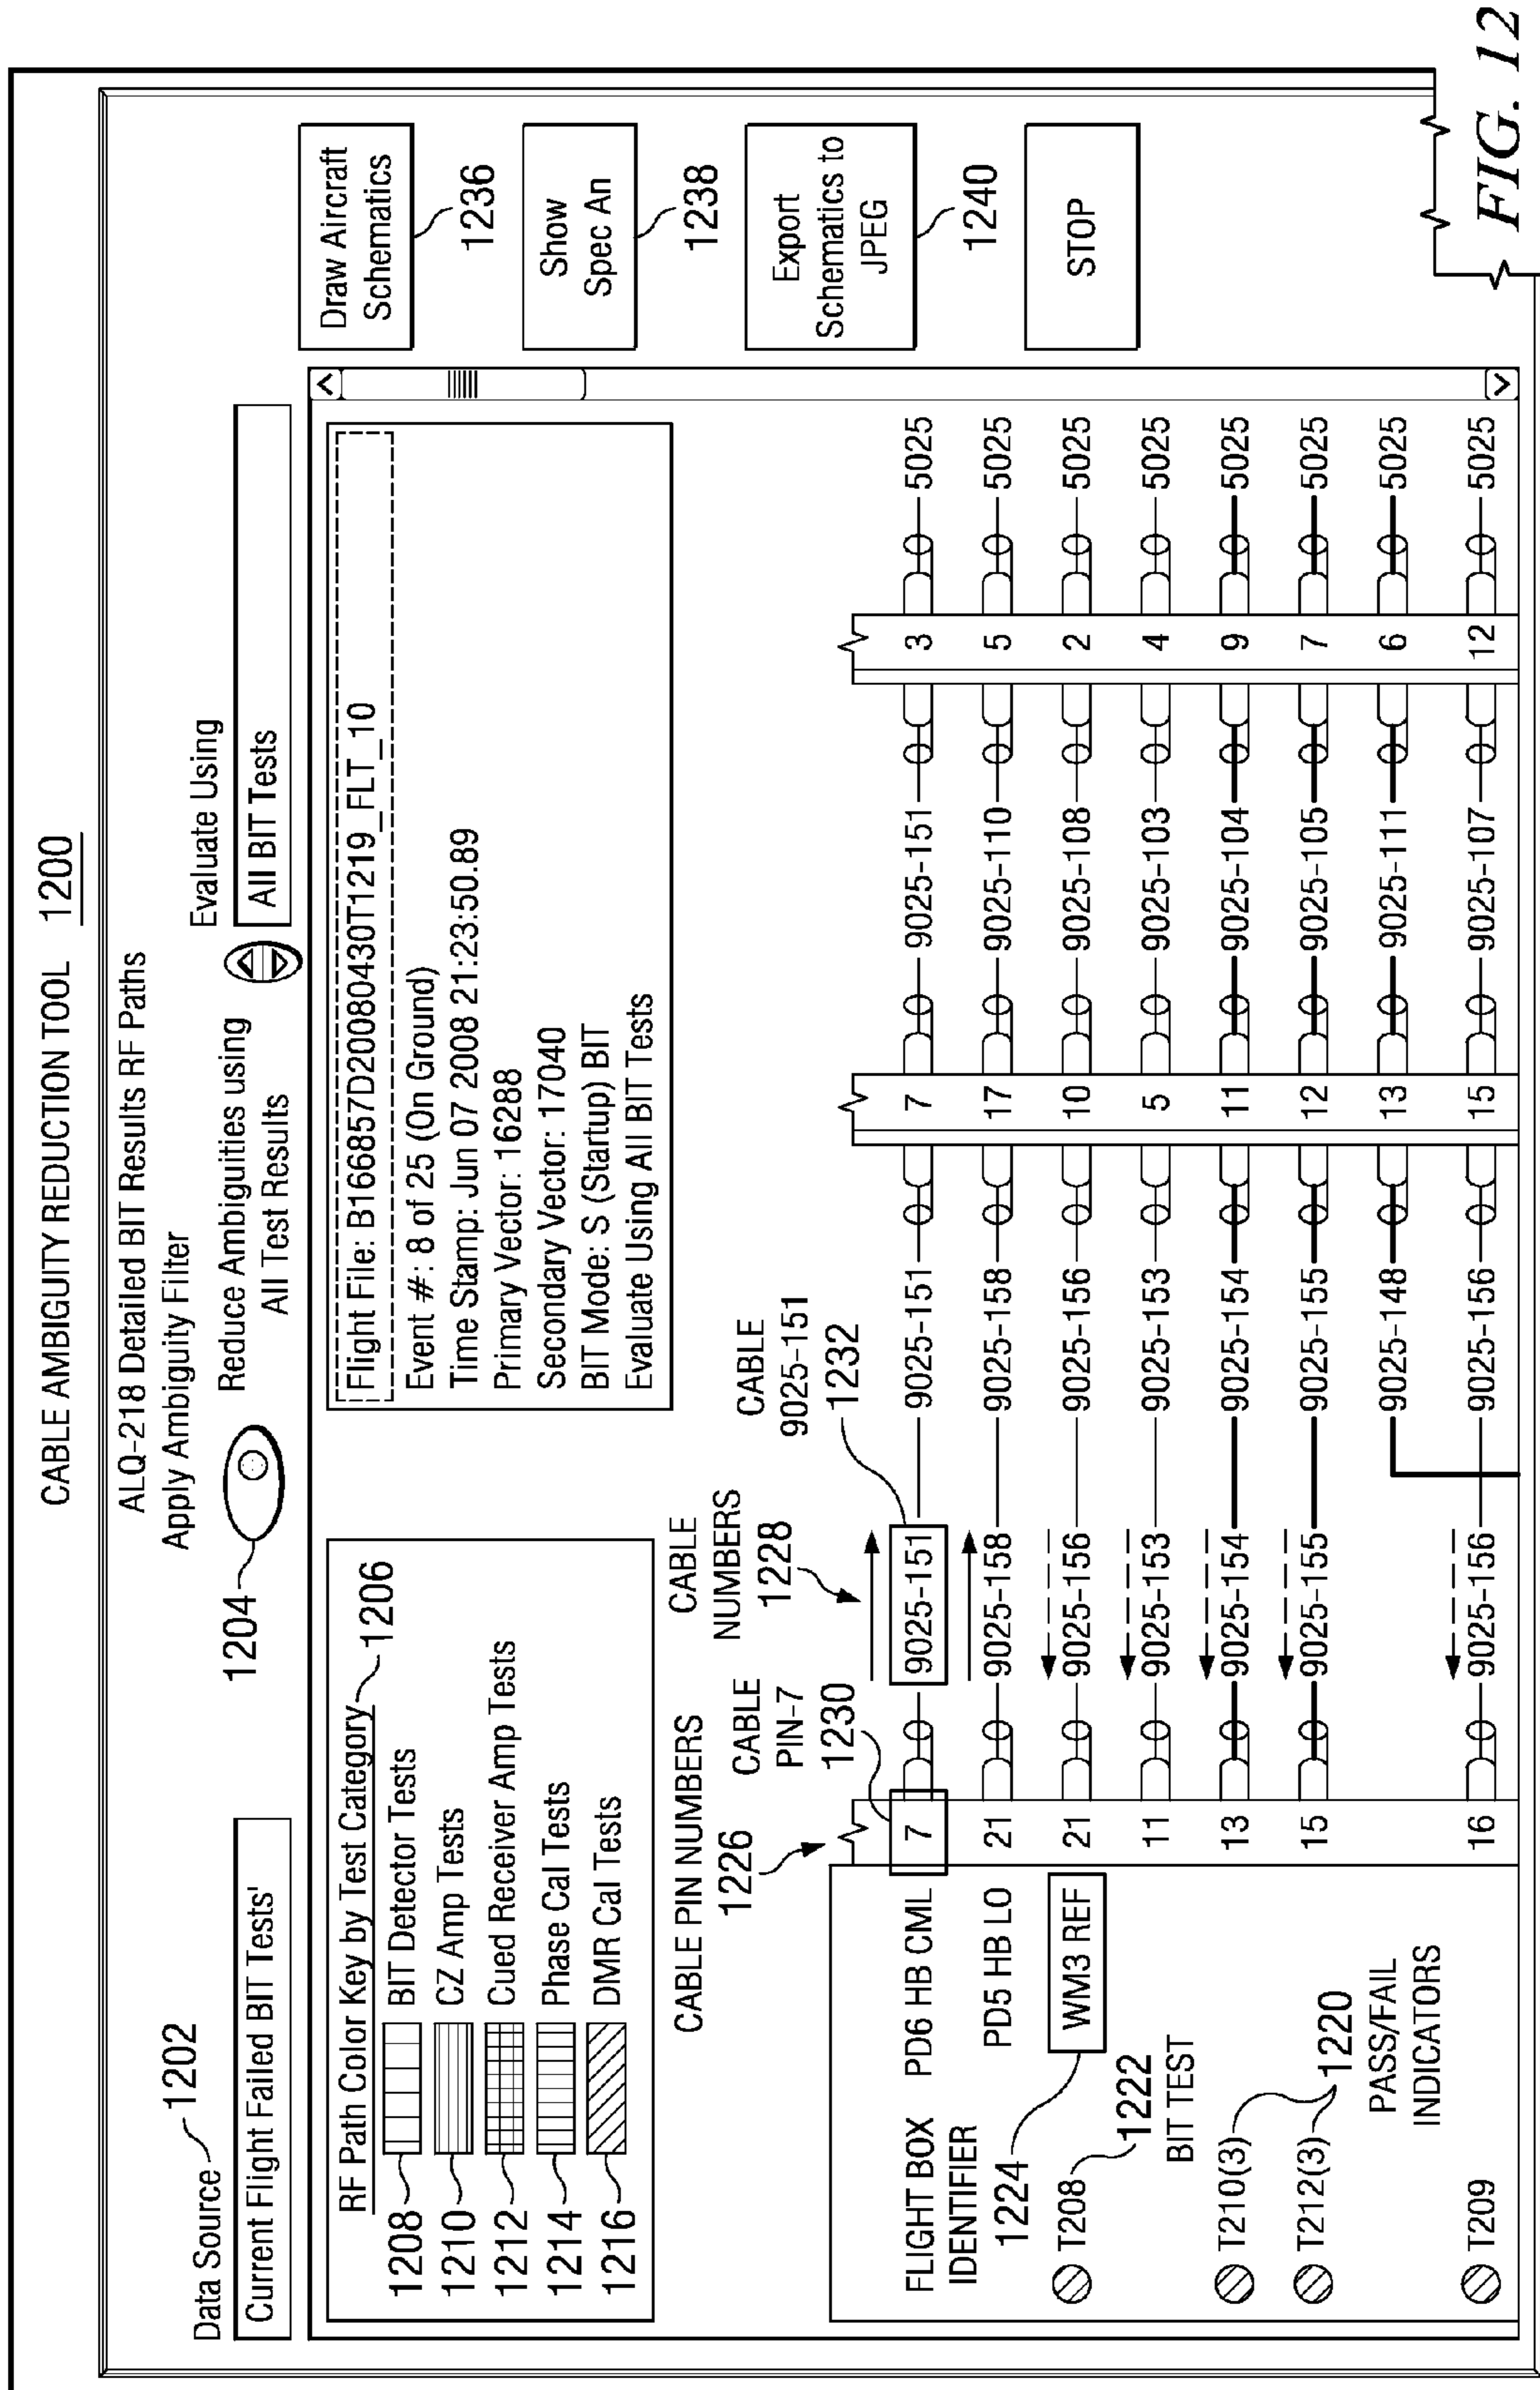 CABLE AMBIGUITY REDUCTION TOOL 1200
ALQ-218 Detailed BIT Results RF Paths
Data Source 1202
Current Flight Failed BIT Tests'
Apply Ambiguity Filter
1204
Reduce Ambiguities using
All Test Results
Evaluate Using
All BIT Tests
RF Path Color Key by Test Category 1206
1208 BIT Detector Tests
1210 CZ Amp Tests
1212 Cued Receiver Amp Tests
1214 Phase Cal Tests
1216 DMR Cal Tests
Flight File: B166857D20080430T1219_FLT_10
Event #: 8 of 25 (On Ground)
Time Stamp: Jun 07 2008 21:23:50.89
Primary Vector: 16288
Secondary Vector: 17040
BIT Mode: S (Startup) BIT
Evaluate Using All BIT Tests
Draw Aircraft
Schematics
1236
Show
Spec An
1238
Export
Schematics to
JPEG
1240
STOP
CABLE PIN NUMBERS
1226
CABLE
PIN-7
1230
CABLE
NUMBERS
1228
CABLE
9025-151
1232
FLIGHT BOX
IDENTIFIER
1224
PD6 HB CML 7 9025-151 9025-151 7 9025-151 3 5025
PD5 HB LO 21 9025-158 9025-158 17 9025-110 5 5025
T208 WM3 REF 21 9025-156 9025-156 10 9025-108 2 5025
1222
BIT TEST
11 9025-153 9025-153 5 9025-103 4 5025
T210(3) 13 9025-154 9025-154 11 9025-104 9 5025
T212(3) 15 9025-155 9025-155 12 9025-105 7 5025
1220
PASS/FAIL
INDICATORS
9025-148 13 9025-111 6 5025
T209 16 9025-156 9025-156 15 9025-107 12 5025
FIG. 12